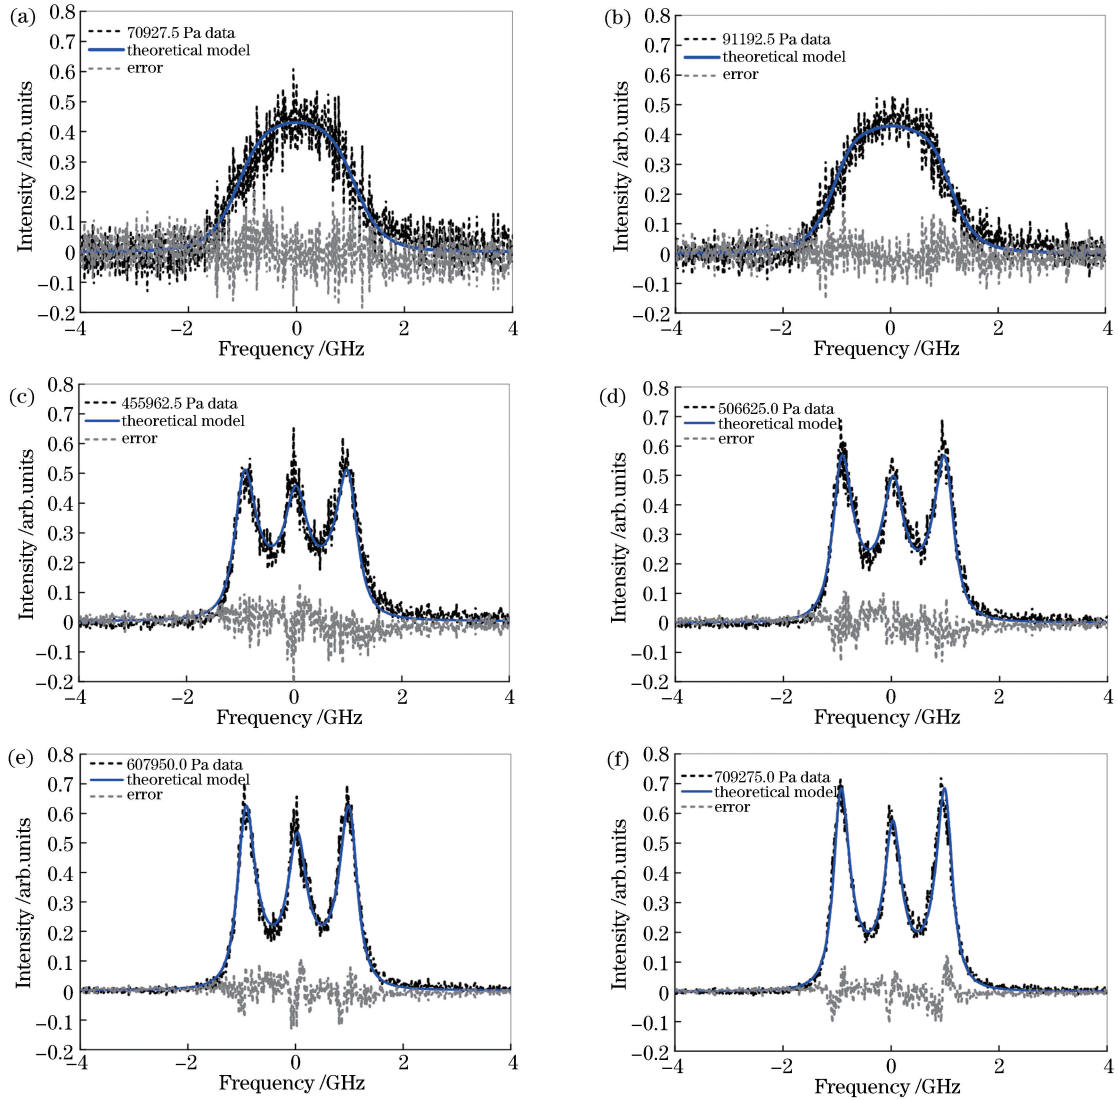 (a)
0.8
0.7
0.6
0.5
0.4
0.3
0.2
0.1
0
−0.1
−0.2
−4
−2
0
2
4
Intensity /arb.units
Frequency /GHz
70927.5 Pa data
theoretical model
error
(b)
0.8
0.7
0.6
0.5
0.4
0.3
0.2
0.1
0
−0.1
−0.2
−4
−2
0
2
4
Intensity /arb.units
Frequency /GHz
91192.5 Pa data
theoretical model
error
(c)
0.8
0.7
0.6
0.5
0.4
0.3
0.2
0.1
0
−0.1
−0.2
−4
−2
0
2
4
Intensity /arb.units
Frequency /GHz
455962.5 Pa data
theoretical model
error
(d)
0.8
0.7
0.6
0.5
0.4
0.3
0.2
0.1
0
−0.1
−0.2
−4
−2
0
2
4
Intensity /arb.units
Frequency /GHz
506625.0 Pa data
theoretical model
error
(e)
0.8
0.7
0.6
0.5
0.4
0.3
0.2
0.1
0
−0.1
−0.2
−4
−2
0
2
4
Intensity /arb.units
Frequency /GHz
607950.0 Pa data
theoretical model
error
(f)
0.8
0.7
0.6
0.5
0.4
0.3
0.2
0.1
0
−0.1
−0.2
−4
−2
0
2
4
Intensity /arb.units
Frequency /GHz
709275.0 Pa data
theoretical model
error